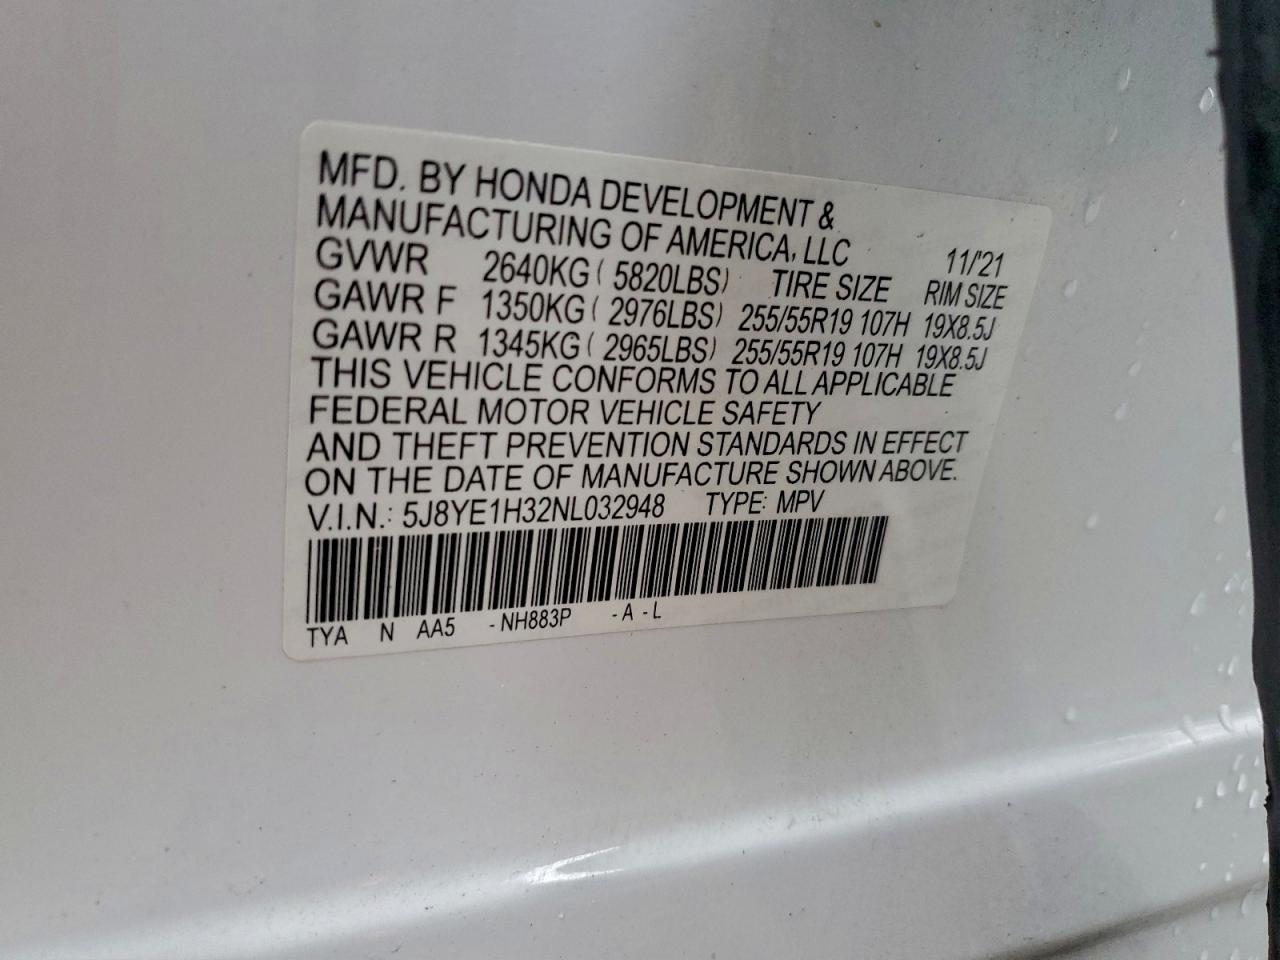 MFD. BY HONDA DEVELOPMENT &
MANUFACTURING OF AMERICA, LLC 11/'21
GVWR 2640KG ( 5820LBS) TIRE SIZE RIM SIZE
GAWR F 1350KG ( 2976LBS) 255/55R19 107H 19X8.5J
GAWR R 1345KG ( 2965LBS) 255/55R19 107H 19X8.5J
THIS VEHICLE CONFORMS TO ALL APPLICABLE
FEDERAL MOTOR VEHICLE SAFETY
AND THEFT PREVENTION STANDARDS IN EFFECT
ON THE DATE OF MANUFACTURE SHOWN ABOVE.
V.I.N.: 5J8YE1H32NL032948 TYPE: MPV
TYA N AA5 - NH883P - A - L